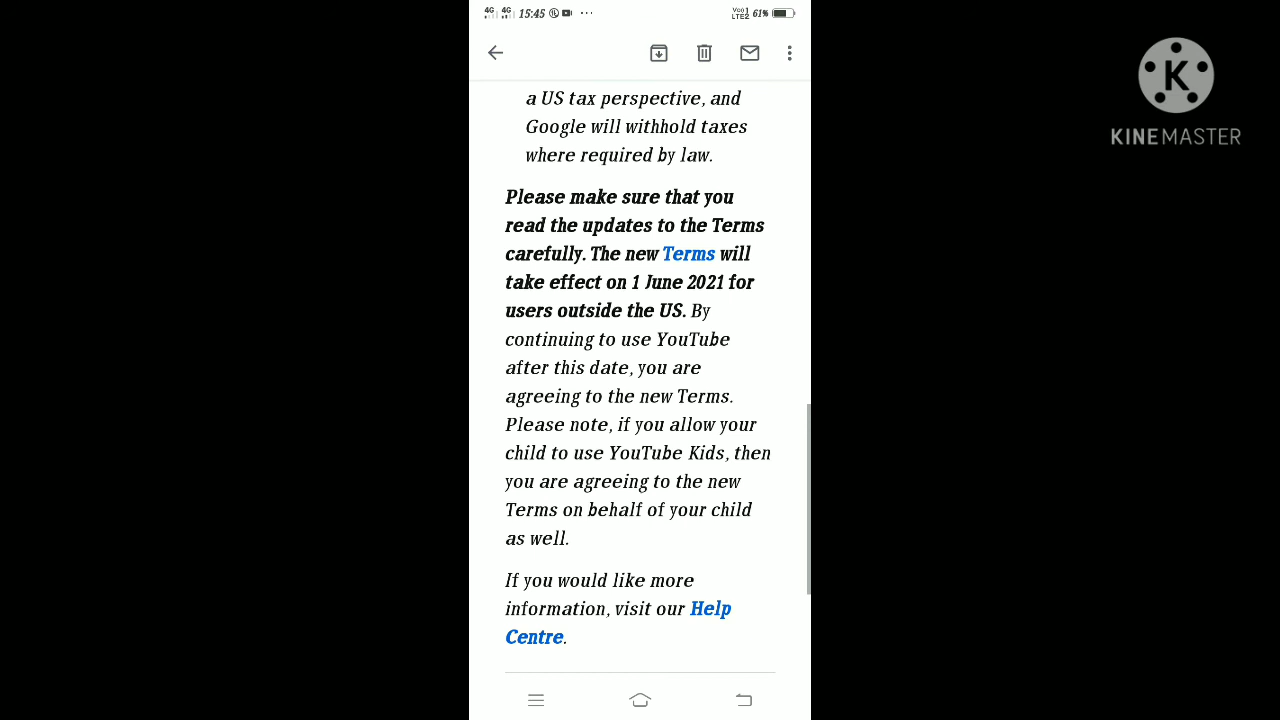 4G 4G 15:45 ··· Vo) 1 LTE2 61%
K
KINEMASTER
a US tax perspective, and
Google will withhold taxes
where required by law.
Please make sure that you
read the updates to the Terms
carefully. The new Terms will
take effect on 1 June 2021 for
users outside the US. By
continuing to use YouTube
after this date, you are
agreeing to the new Terms.
Please note, if you allow your
child to use YouTube Kids, then
you are agreeing to the new
Terms on behalf of your child
as well.
If you would like more
information, visit our Help
Centre.